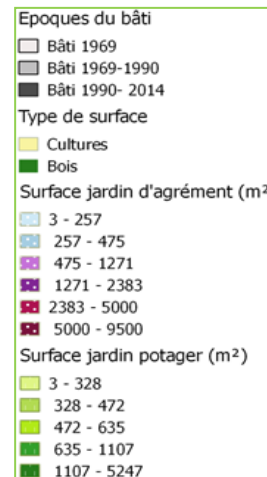 Epoques du bâti
Bâti 1969
Bâti 1969-1990
Bâti 1990- 2014
Type de surface
Cultures
Bois
Surface jardin d'agrément (m²
3 - 257
257 - 475
475 - 1271
1271 - 2383
2383 - 5000
5000 - 9500
Surface jardin potager (m²)
3 - 328
328 - 472
472 - 635
635 - 1107
1107 - 5247